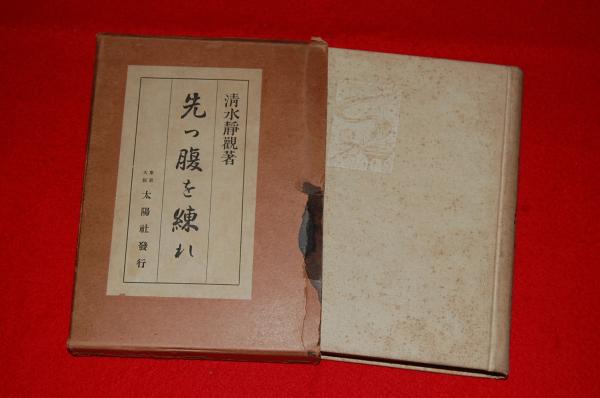 清水靜觀著
先つ腹を練れ
東京
大阪
太陽社發行